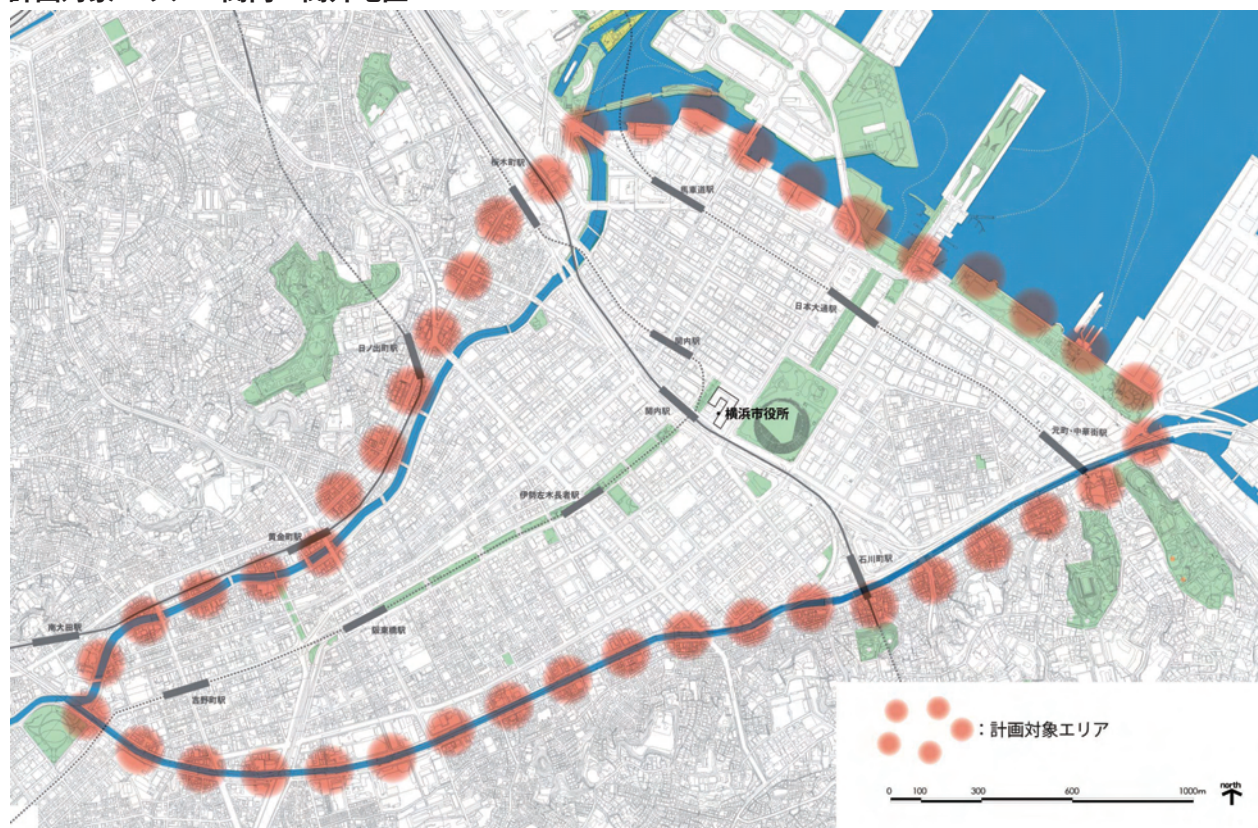 桜木町駅
馬車道駅
日本大通駅
日ノ出町駅
関内駅
関内駅
横浜市役所
元町・中華街駅
伊勢佐木長者駅
黄金町駅
石川町駅
南大田駅
阪東橋駅
吉野町駅
:計画対象エリア
0 100 300 600 1000m
north